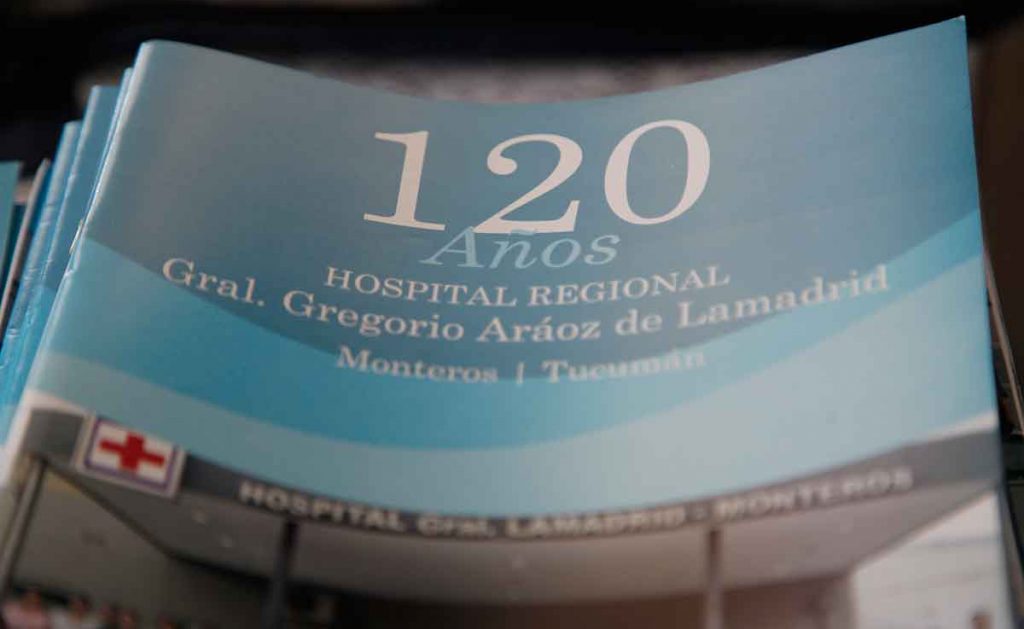 120
Años
HOSPITAL REGIONAL
Gral. Gregorio Aráoz de Lamadrid
Monteros / Tucumán
HOSPITAL Gral. LAMADRID - MONTEROS